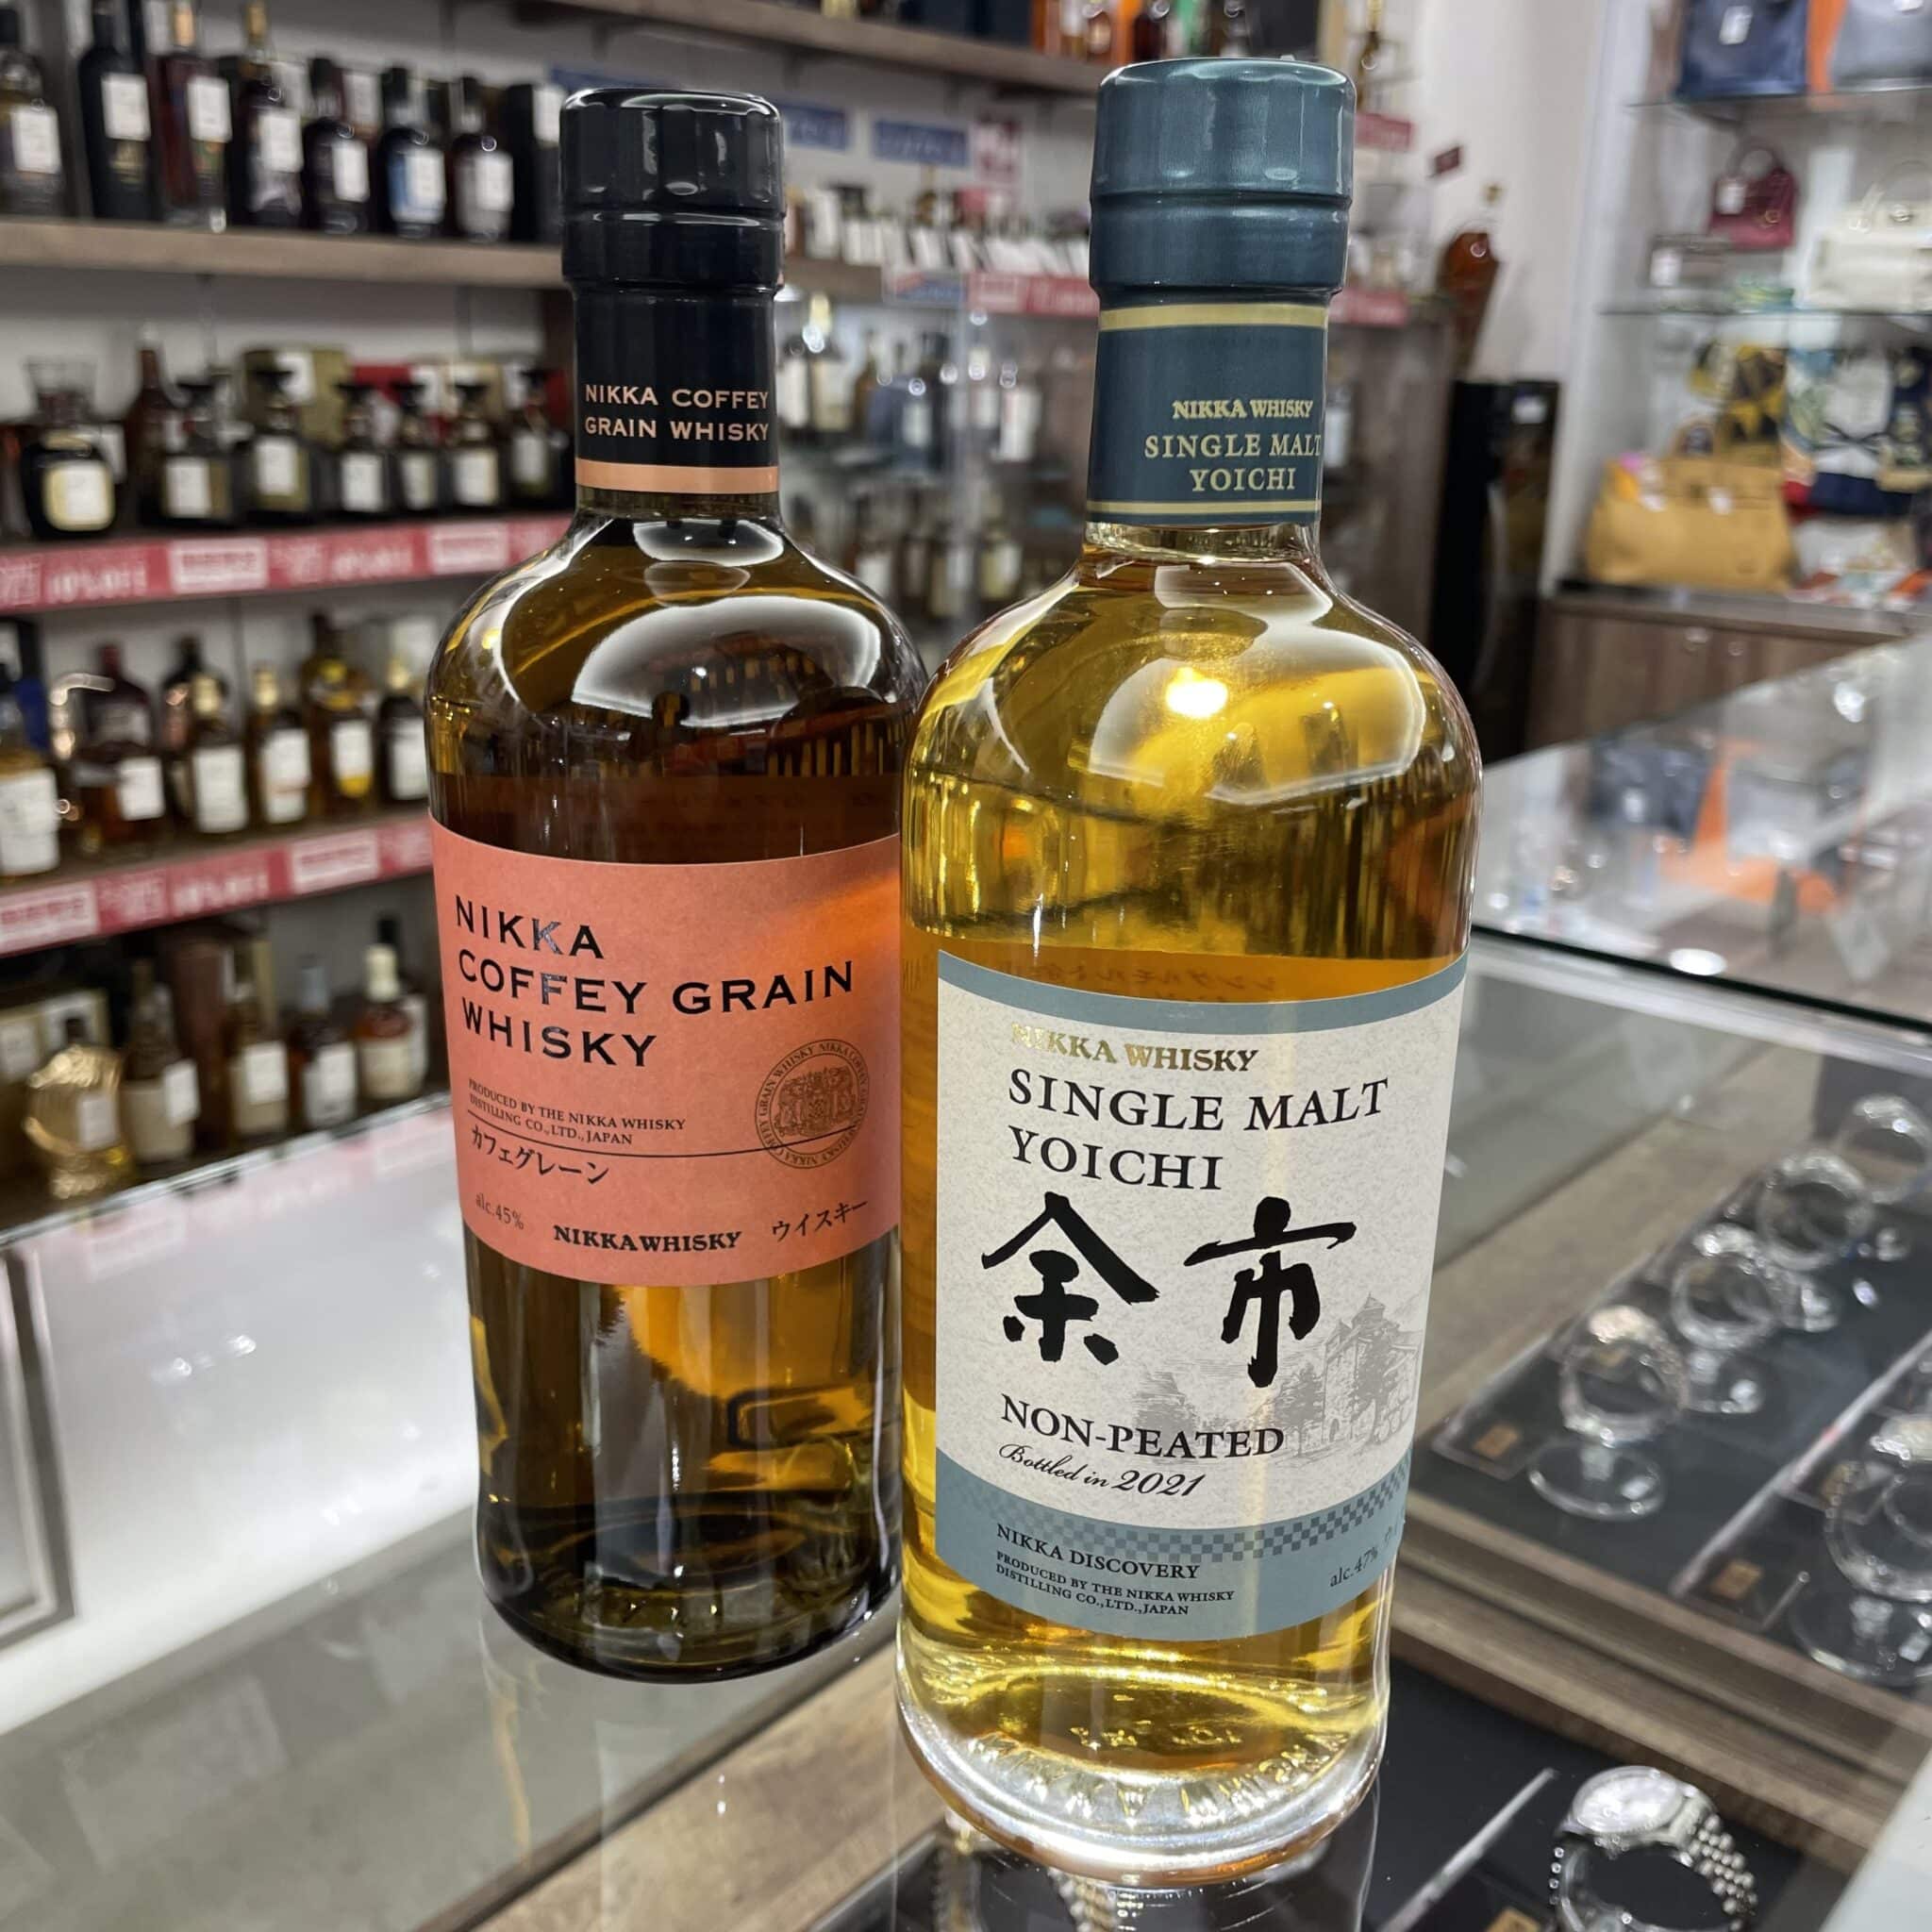 NIKKA COFFEY
GRAIN WHISKY
NIKKA
COFFEY GRAIN
WHISKY
PRODUCED BY THE NIKKA WHISKY
DISTILLING CO.,LTD.,JAPAN
カフェグレーン
alc.45%
NIKKA WHISKY
ウイスキー
NIKKA WHISKY
SINGLE MALT
YOICHI
NIKKA WHISKY
SINGLE MALT
YOICHI
余市
NON-PEATED
Bottled in 2021
NIKKA DISCOVERY
PRODUCED BY THE NIKKA WHISKY
DISTILLING CO.,LTD.,JAPAN
alc.47%